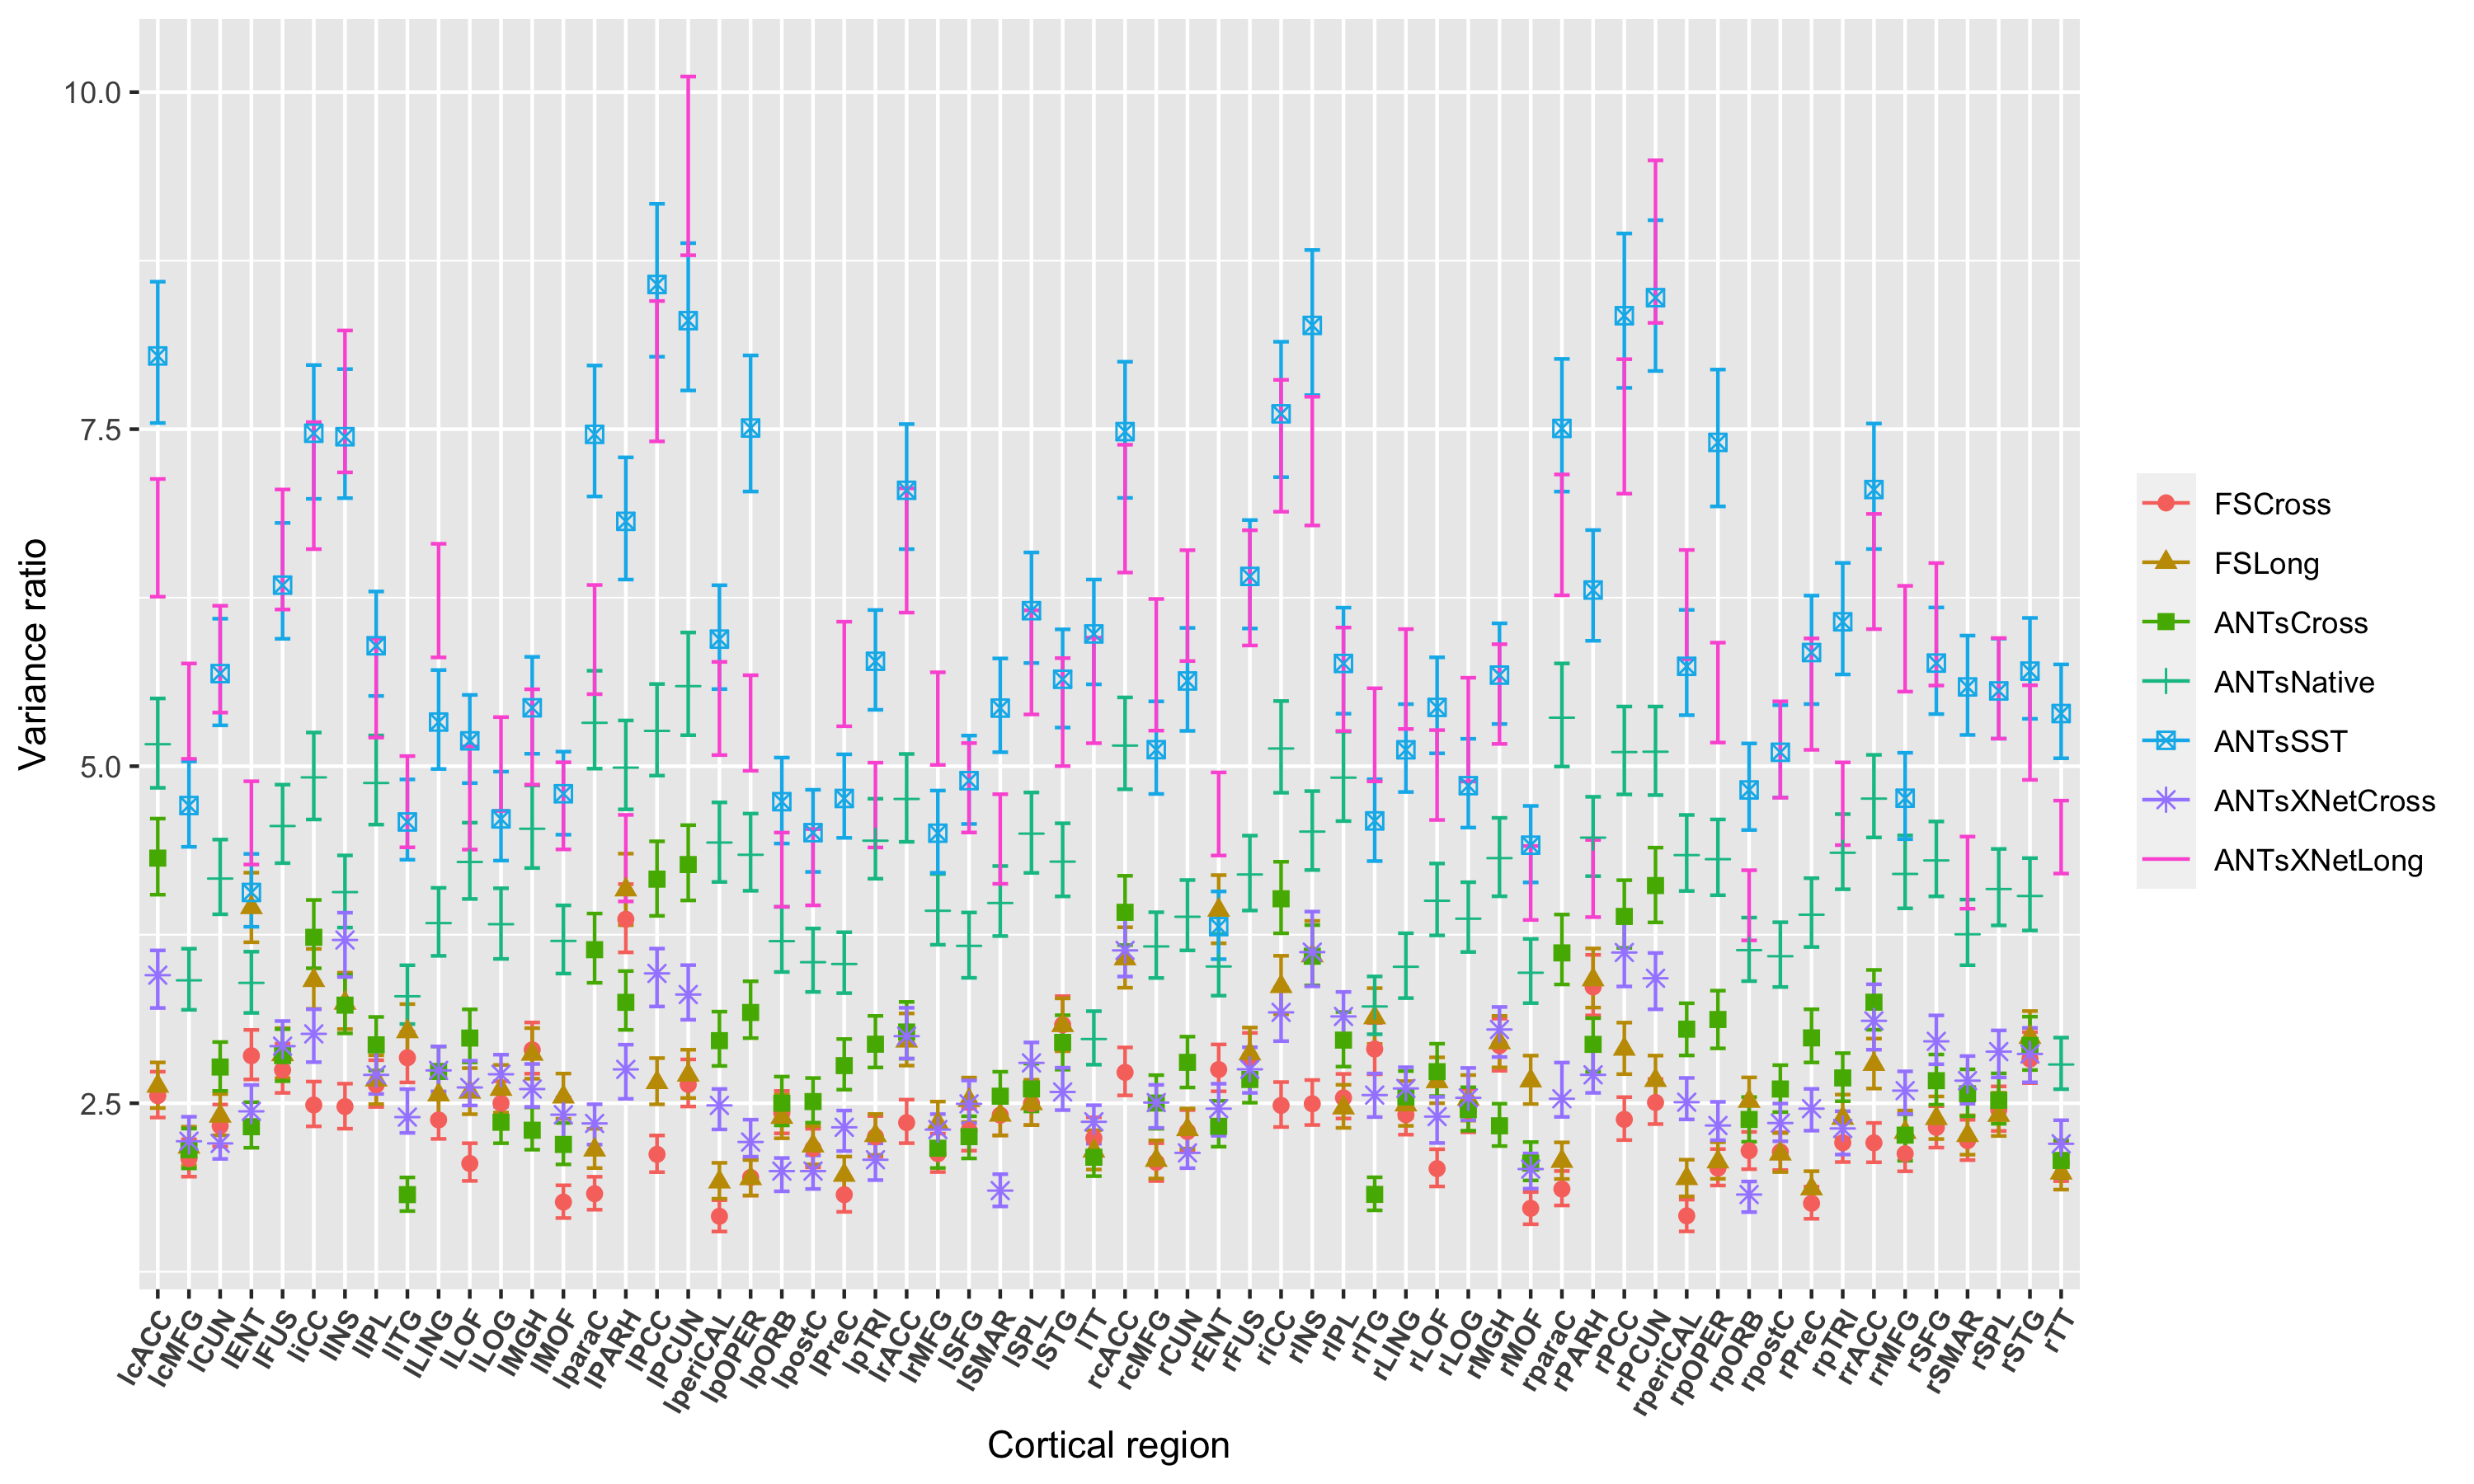 10.0
7.5
5.0
2.5
Variance ratio
lcACC
lcMFG
lCUN
lENT
lFUS
liCC
lINS
lIPL
lITG
lLING
lLOF
lLOG
lMGH
lMOF
lparaC
lPARH
lPCC
lPCUN
lperiCAL
lpOPER
lpORB
lpostC
lPreC
lpTRI
lrACC
lrMFG
lSFG
lSMAR
lSPL
lSTG
lTT
rcACC
rcMFG
rCUN
rENT
rFUS
riCC
rINS
rIPL
rITG
rLING
rLOF
rLOG
rMGH
rMOF
rparaC
rPARH
rPCC
rPCUN
rperiCAL
rpOPER
rpORB
rpostC
rPreC
rpTRI
rrACC
rrMFG
rSFG
rSMAR
rSPL
rSTG
rTT
Cortical region
FSCross
FSLong
ANTsCross
ANTsNative
ANTsSST
ANTsXNetCross
ANTsXNetLong